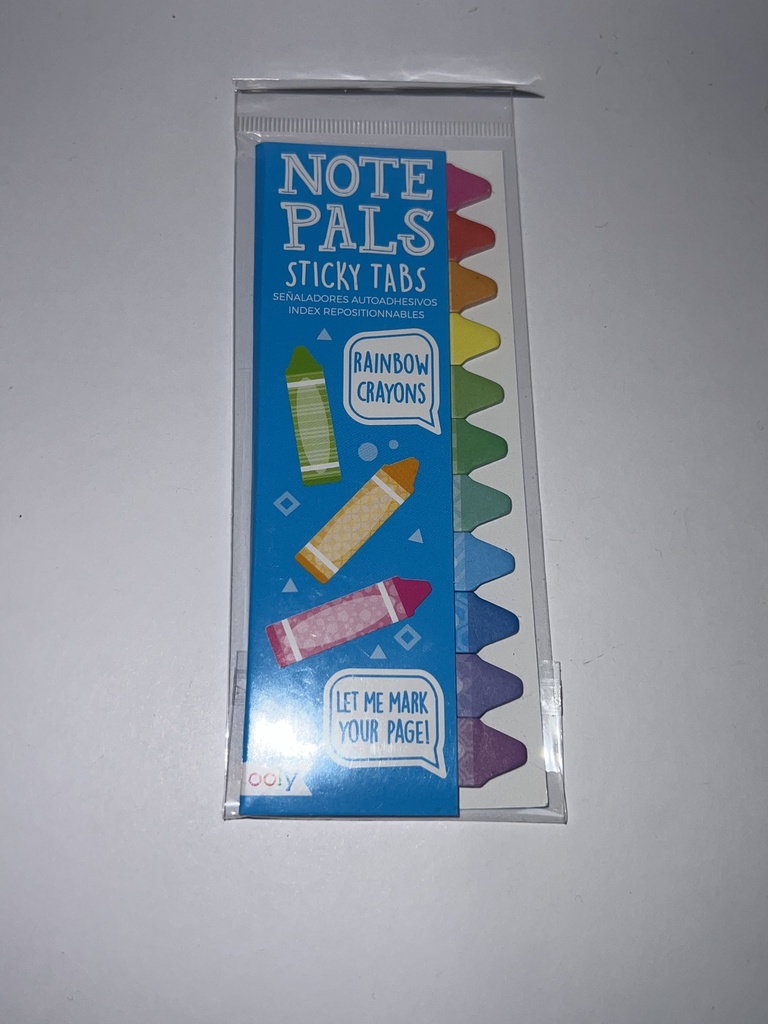 NOTE
PALS
STICKY TABS
SEÑALADORES AUTOADHESIVOS
INDEX REPOSITIONNABLES
RAINBOW
CRAYONS
LET ME MARK
YOUR PAGE!
ooly